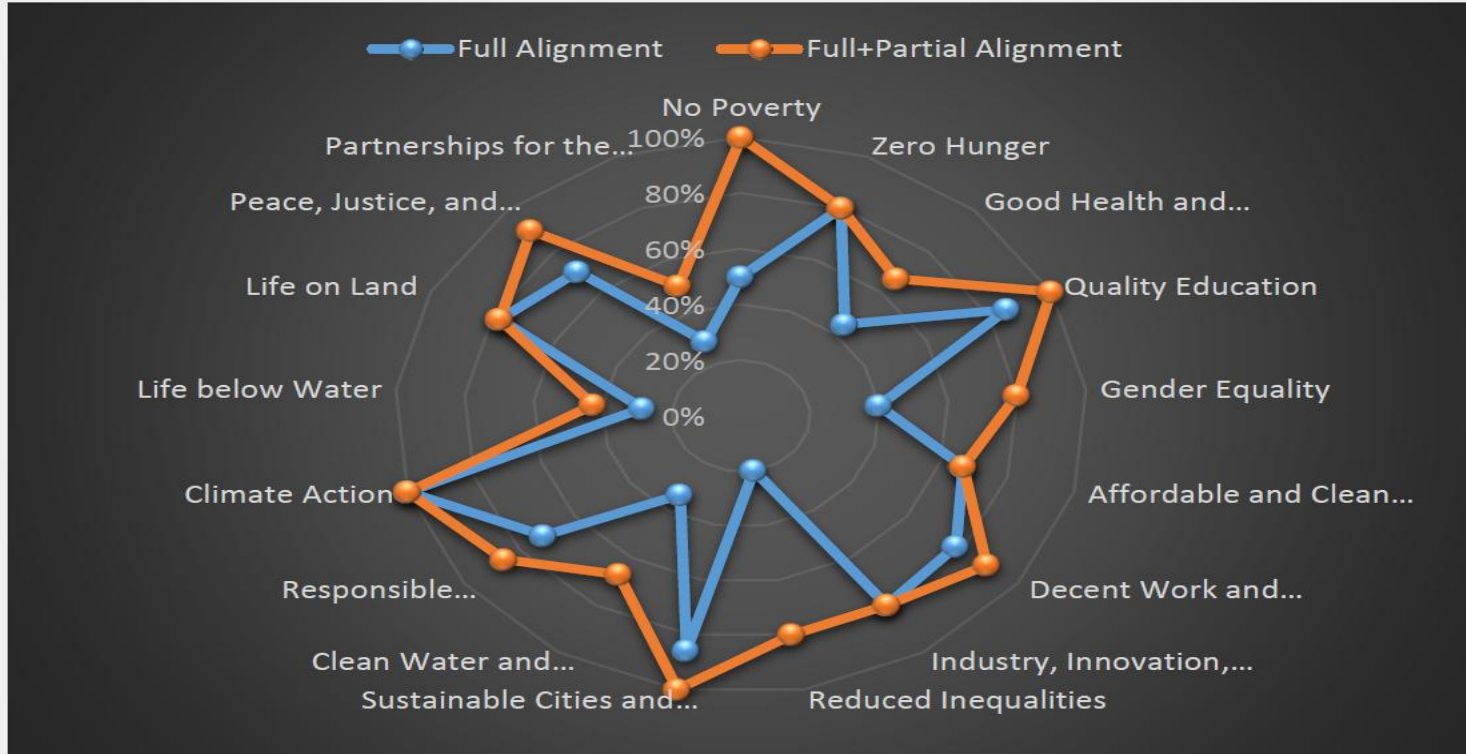 Full Alignment Full+Partial Alignment
No Poverty
Zero Hunger
Good Health and...
Quality Education
Gender Equality
Affordable and Clean...
Decent Work and...
Industry, Innovation,...
Reduced Inequalities
Sustainable Cities and...
Clean Water and...
Responsible...
Climate Action
Life below Water
Life on Land
Peace, Justice, and...
Partnerships for the...
100%
80%
60%
40%
20%
0%